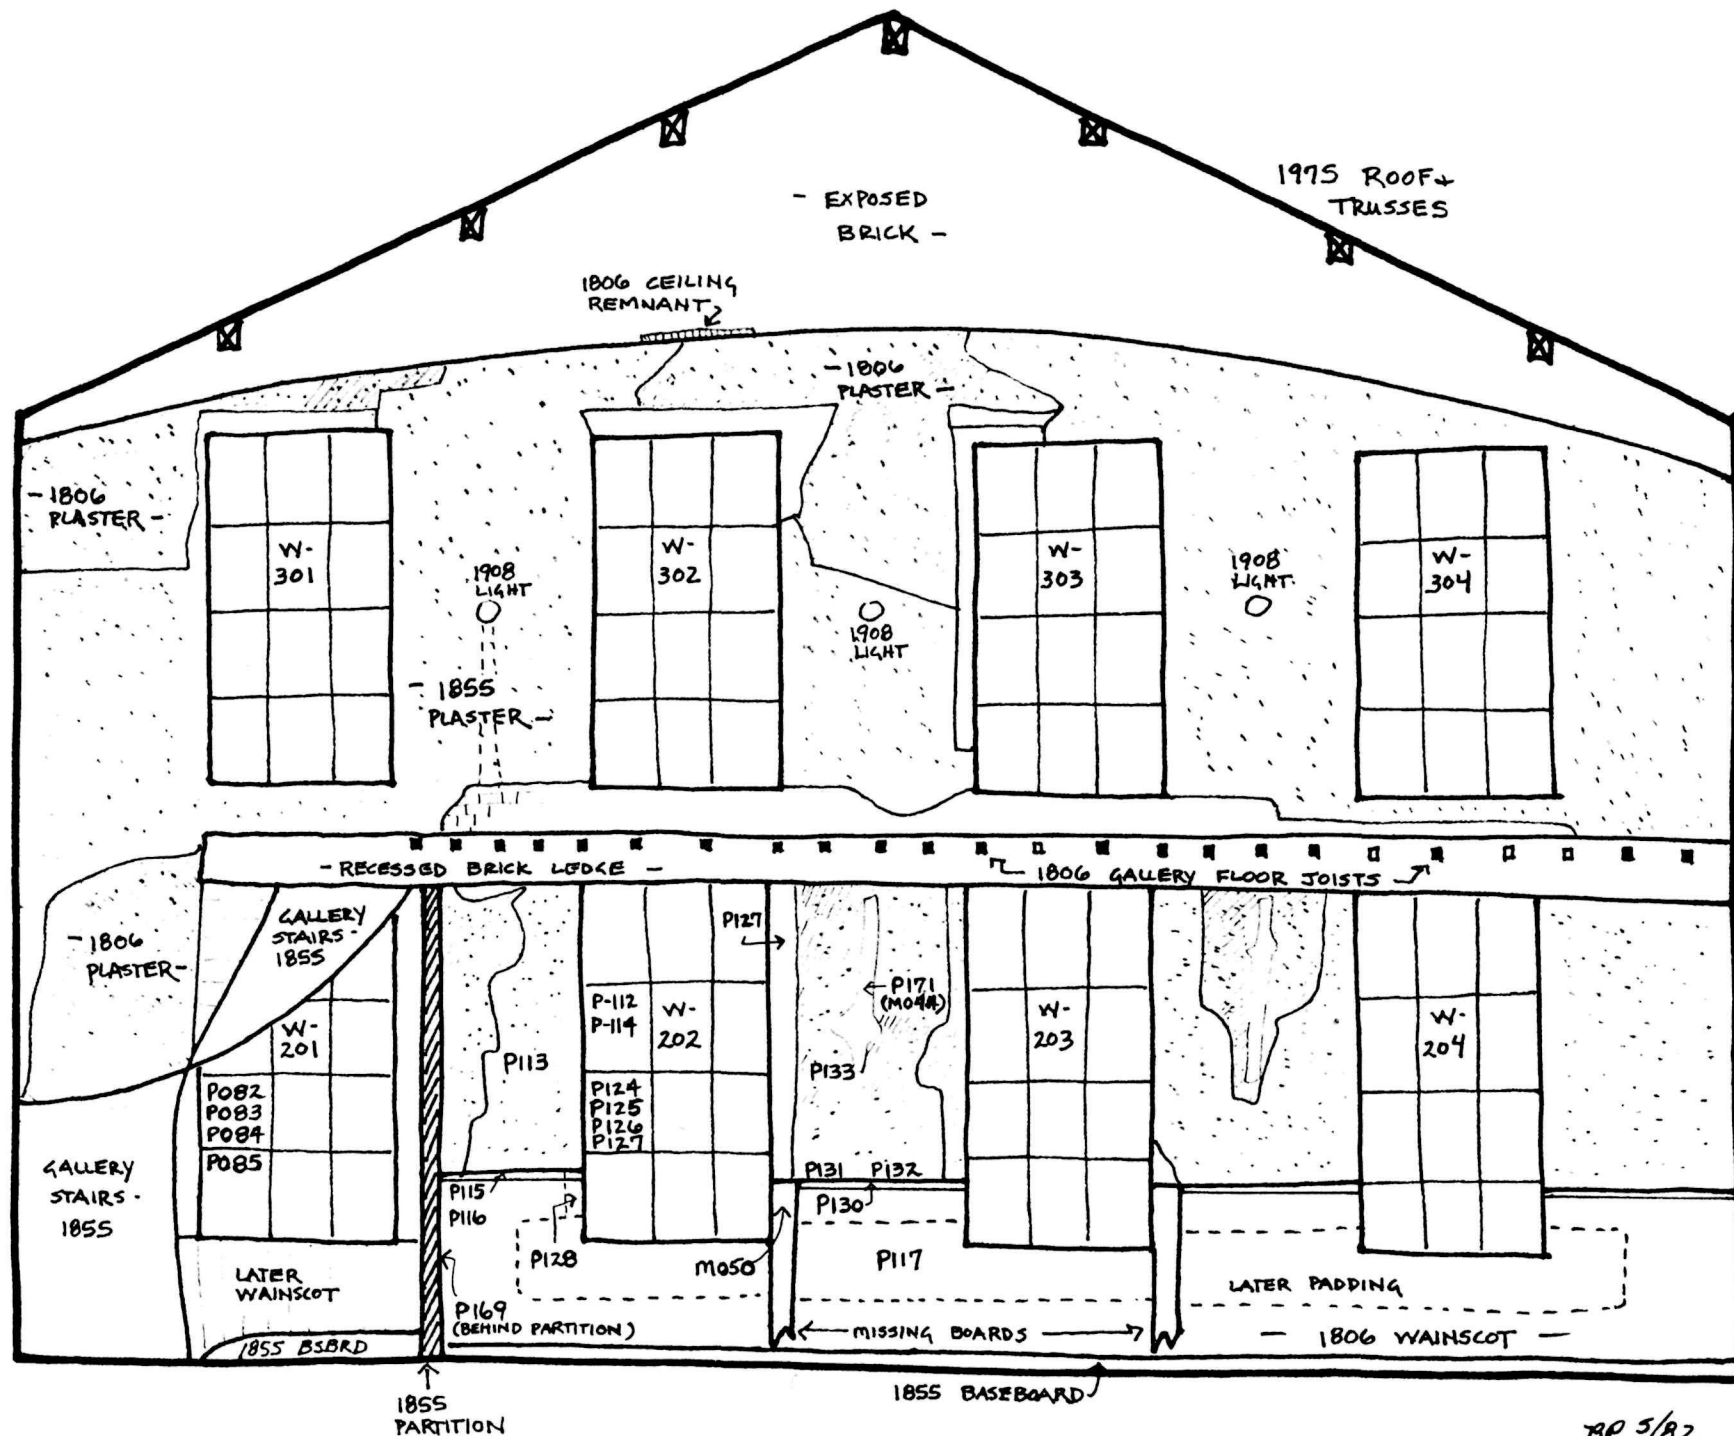 1975 ROOF +
TRUSSES
- EXPOSED
BRICK -
1806 CEILING
REMNANT
- 1806
PLASTER -
- 1806
PLASTER -
W-
301
W-
302
W-
303
W-
304
1908
LIGHT
1908
LIGHT
1908
LIGHT
- 1855
PLASTER -
- RECESSED BRICK LEDGE -
1806 GALLERY FLOOR JOISTS
- 1806
PLASTER -
GALLERY
STAIRS -
1855
W-
201
P082
P083
P084
P085
GALLERY
STAIRS -
1855
LATER
WAINSCOT
1855 BSBRD
P113
P-112
P-114
W-
202
P124
P125
P126
P127
P127
P171
(M044)
P133
W-
203
W-
204
P115
P116
P128
P131 P132
P130
M050
P117
P169
(BEHIND PARTITION)
MISSING BOARDS
LATER PADDING
- 1806 WAINSCOT -
1855
PARTITION
1855 BASEBOARD
5/82